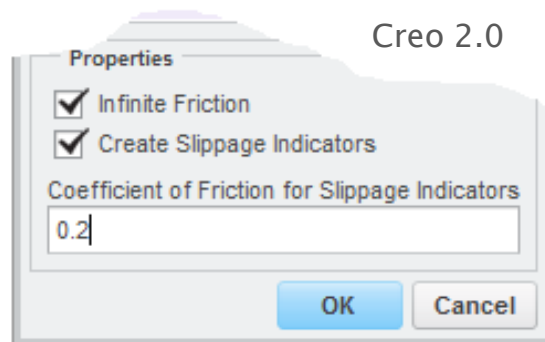 Creo 2.0
Properties
Infinite Friction
Create Slippage Indicators
Coefficient of Friction for Slippage Indicators
0.2
OK Cancel